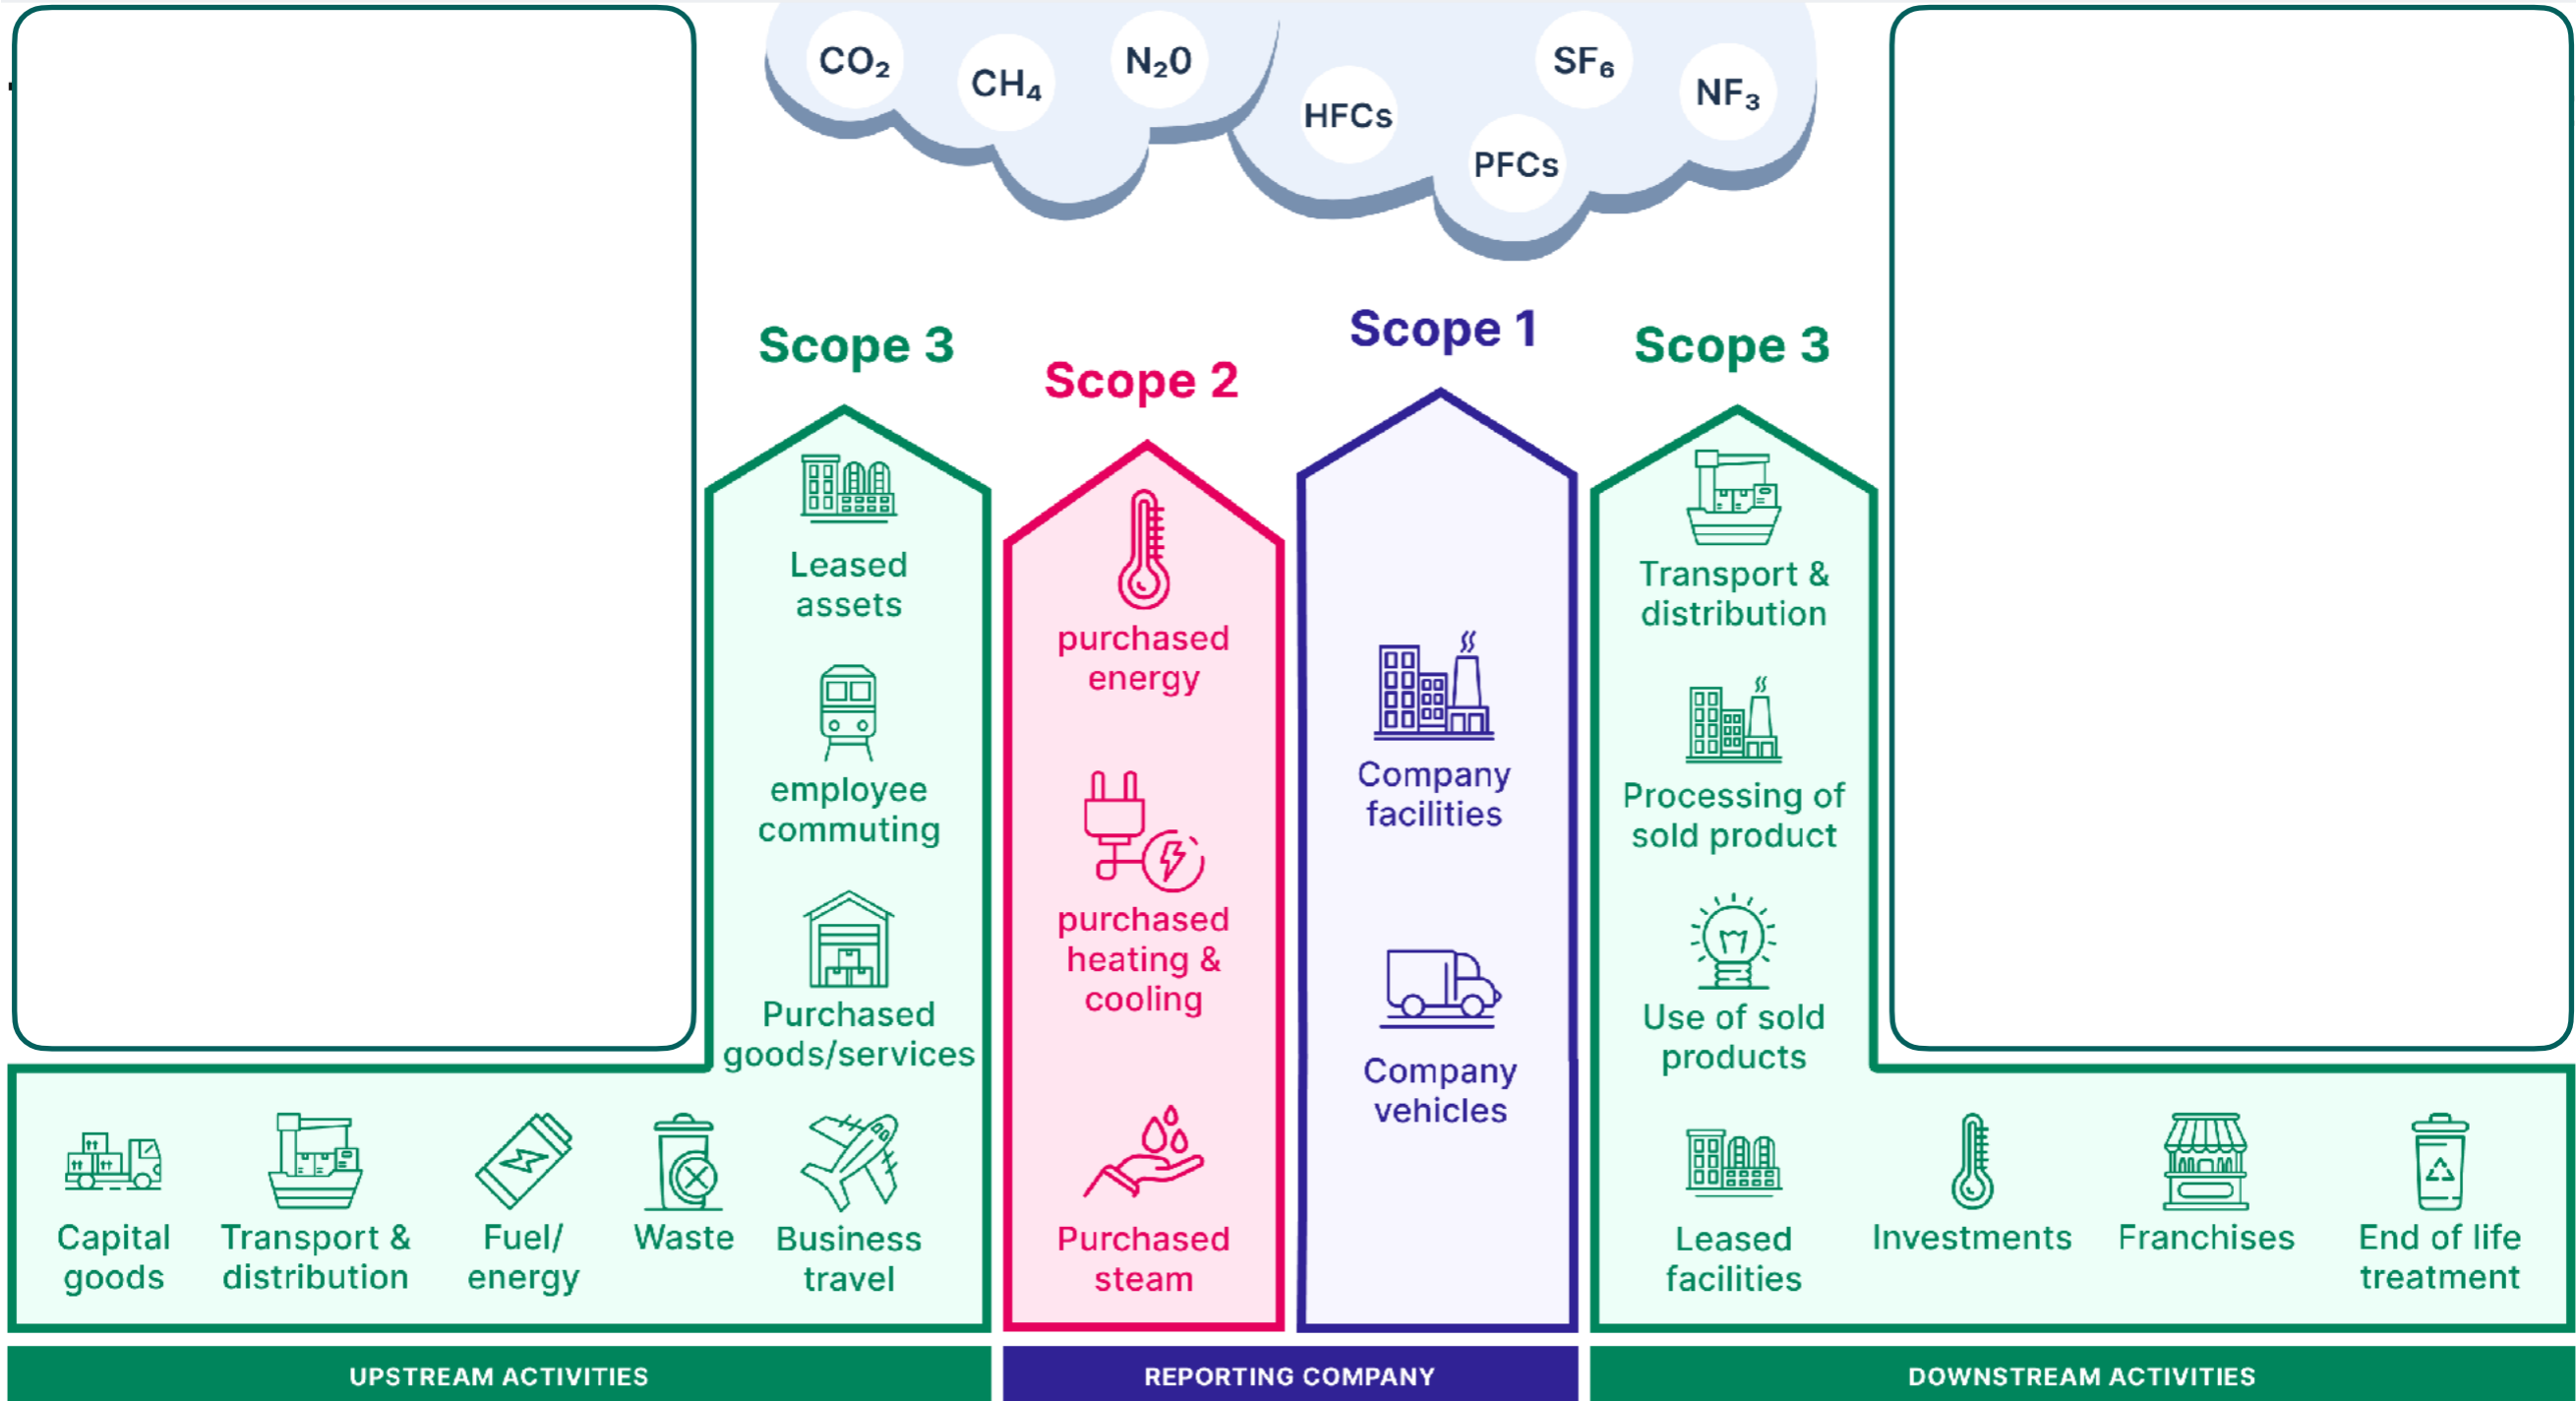 CO₂
CH₄
N₂0
HFCs
PFCs
SF₆
NF₃
Scope 3
Leased
assets
employee
commuting
Purchased
goods/services
Capital
goods
Transport &
distribution
Fuel/
energy
Waste
Business
travel
UPSTREAM ACTIVITIES
Scope 2
purchased
energy
purchased
heating &
cooling
Purchased
steam
Scope 1
Company
facilities
Company
vehicles
REPORTING COMPANY
Scope 3
Transport &
distribution
Processing of
sold product
Use of sold
products
Leased
facilities
Investments
Franchises
End of life
treatment
DOWNSTREAM ACTIVITIES